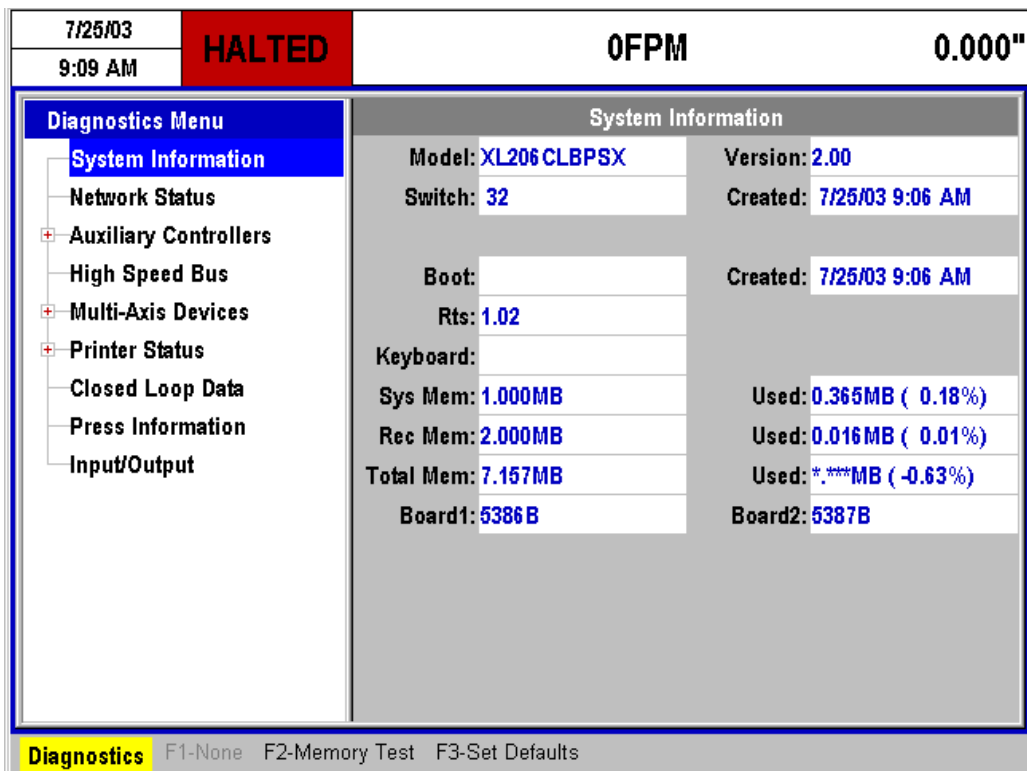 7/25/03
9:09 AM
HALTED
0FPM
0.000"
Diagnostics Menu
System Information
Network Status
Auxiliary Controllers
High Speed Bus
Multi-Axis Devices
Printer Status
Closed Loop Data
Press Information
Input/Output
System Information
Model: XL206CLBPSX Version: 2.00
Switch: 32 Created: 7/25/03 9:06 AM
Boot: Created: 7/25/03 9:06 AM
Rts: 1.02
Keyboard:
Sys Mem: 1.000MB Used: 0.365MB ( 0.18%)
Rec Mem: 2.000MB Used: 0.016MB ( 0.01%)
Total Mem: 7.157MB Used: *.***MB ( -0.63%)
Board1: 5386B Board2: 5387B
Diagnostics F1-None F2-Memory Test F3-Set Defaults